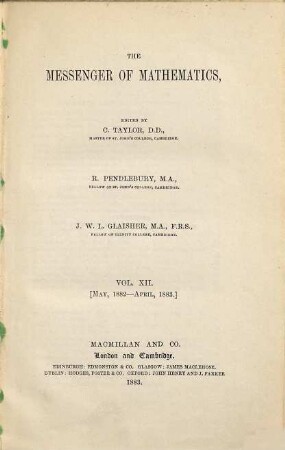 THE
MESSENGER OF MATHEMATICS,
EDITED BY
C. TAYLOR, D.D.,
MASTER OF ST. JOHN'S COLLEGE, CAMBRIDGE.
R. PENDLEBURY, M.A.,
FELLOW OF ST. JOHN'S COLLEGE, CAMBRIDGE.
J. W. L. GLAISHER, M.A., F.R.S.,
FELLOW OF TRINITY COLLEGE, CAMBRIDGE.
VOL. XII.
[MAY, 1882—APRIL, 1883.]
MACMILLAN AND CO.
London and Cambridge.
EDINBURGH: EDMONSTON & CO. GLASGOW: JAMES MACLEHOSE.
DUBLIN: HODGES, FOSTER & CO. OXFORD: JOHN HENRY AND J. PARKER
1883.